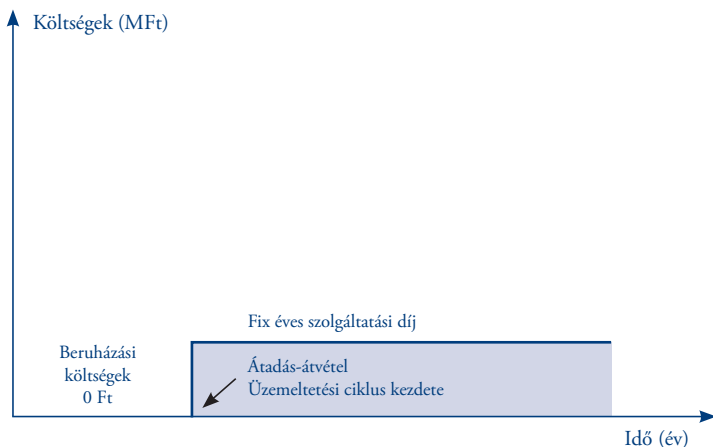 Költségek (MFt)
Fix éves szolgáltatási díj
Beruházási
költségek
0 Ft
Átadás-átvétel
Üzemeltetési ciklus kezdete
Idő (év)